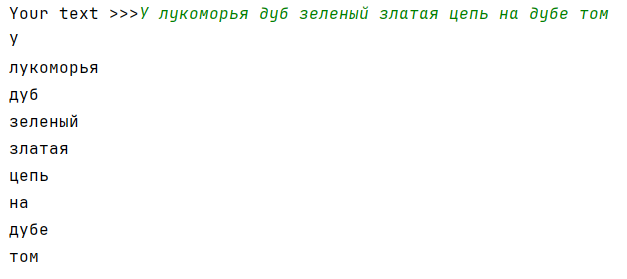 Your text >>>У лукоморья дуб зеленый златая цепь на дубе том
У
лукоморья
дуб
зеленый
златая
цепь
на
дубе
том